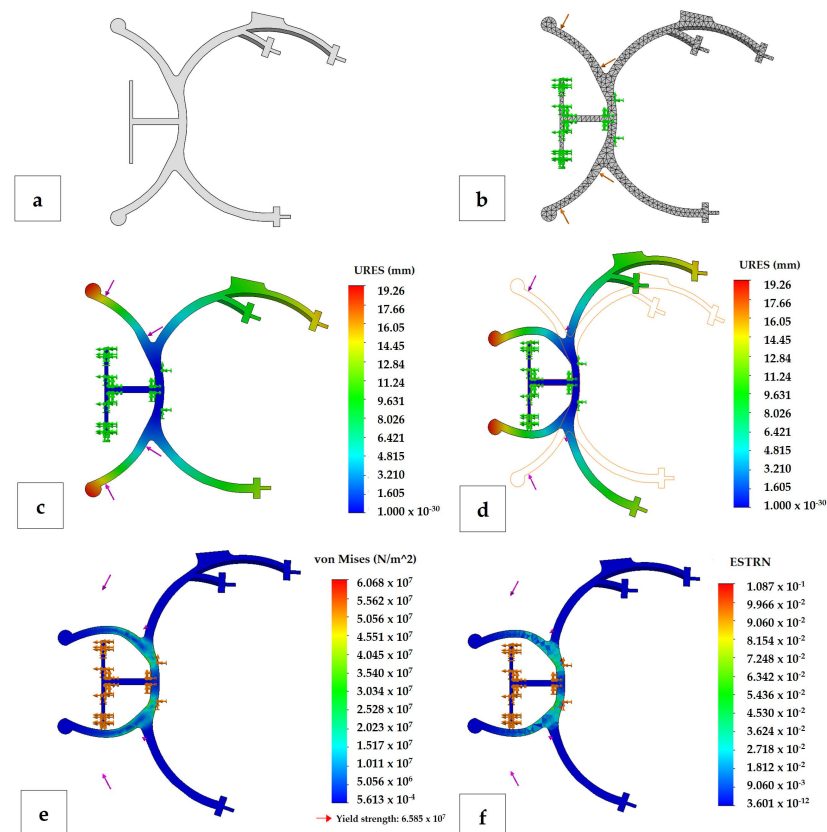 a
b
URES (mm)
19.26
17.66
16.05
14.45
12.84
11.24
9.631
8.026
6.421
4.815
3.210
1.605
1.000 x 10⁻³⁰
c
URES (mm)
19.26
17.66
16.05
14.45
12.84
11.24
9.631
8.026
6.421
4.815
3.210
1.605
1.000 x 10⁻³⁰
d
von Mises (N/m^2)
6.068 x 10⁷
5.562 x 10⁷
5.056 x 10⁷
4.551 x 10⁷
4.045 x 10⁷
3.540 x 10⁷
3.034 x 10⁷
2.528 x 10⁷
2.023 x 10⁷
1.517 x 10⁷
1.011 x 10⁷
5.056 x 10⁶
5.613 x 10⁻⁴
Yield strength: 6.585 x 10⁷
e
ESTRN
1.087 x 10⁻¹
9.966 x 10⁻²
9.060 x 10⁻²
8.154 x 10⁻²
7.248 x 10⁻²
6.342 x 10⁻²
5.436 x 10⁻²
4.530 x 10⁻²
3.624 x 10⁻²
2.718 x 10⁻²
1.812 x 10⁻²
9.060 x 10⁻³
3.601 x 10⁻¹²
f